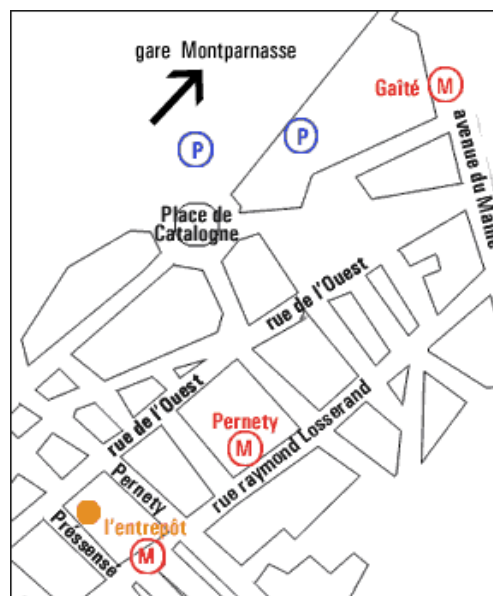 gare Montparnasse
Gaîté M
P
P
avenue du Maine
Place de
Catalogne
rue de l'Ouest
rue de l'Ouest
Pernety
M
rue raymond Losserand
Pernety
l'entrepôt
Préssensé
M